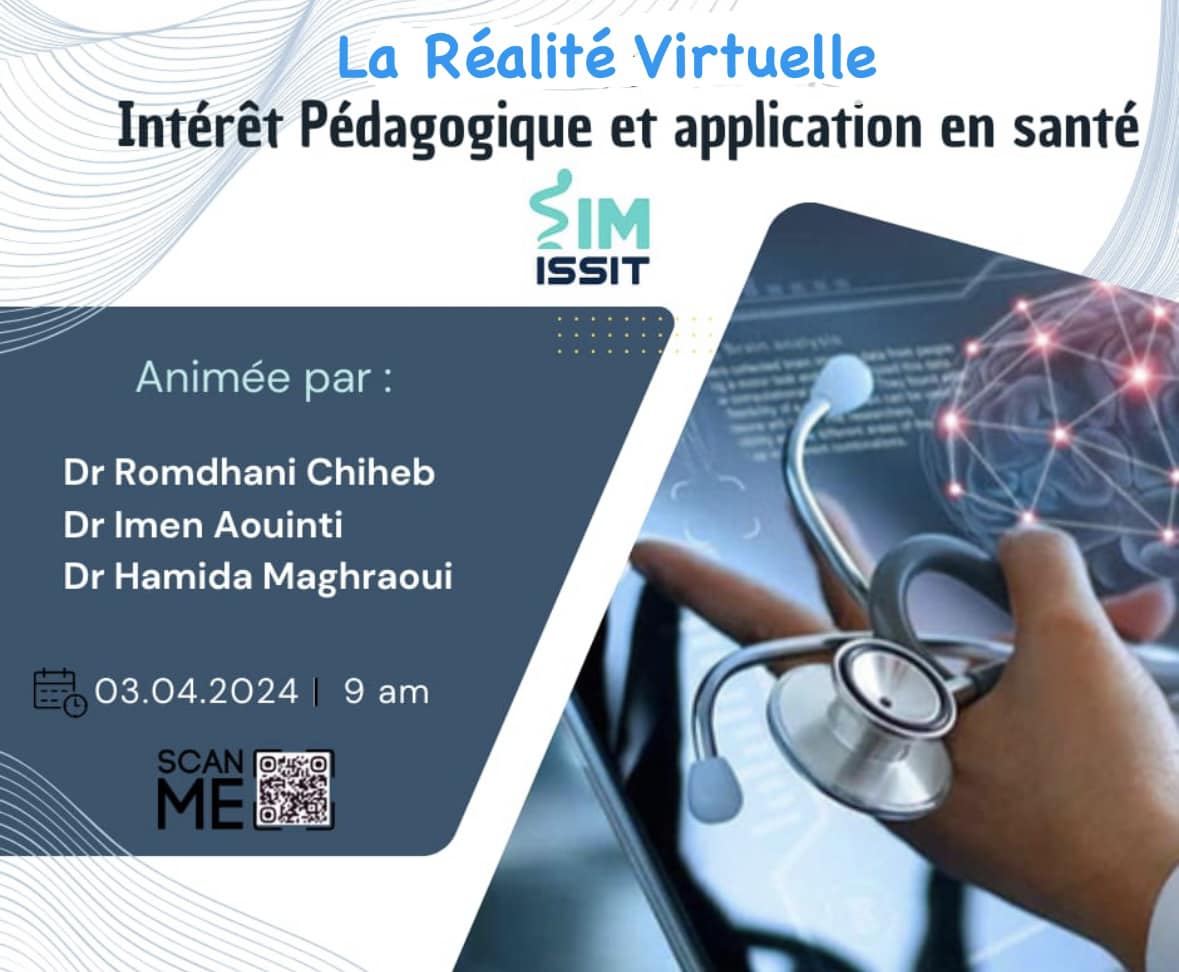 La Réalité Virtuelle
Intérêt Pédagogique et application en santé
SIM
ISSIT
Animée par :
Dr Romdhani Chiheb
Dr Imen Aouinti
Dr Hamida Maghraoui
03.04.2024 | 9 am
SCAN
ME